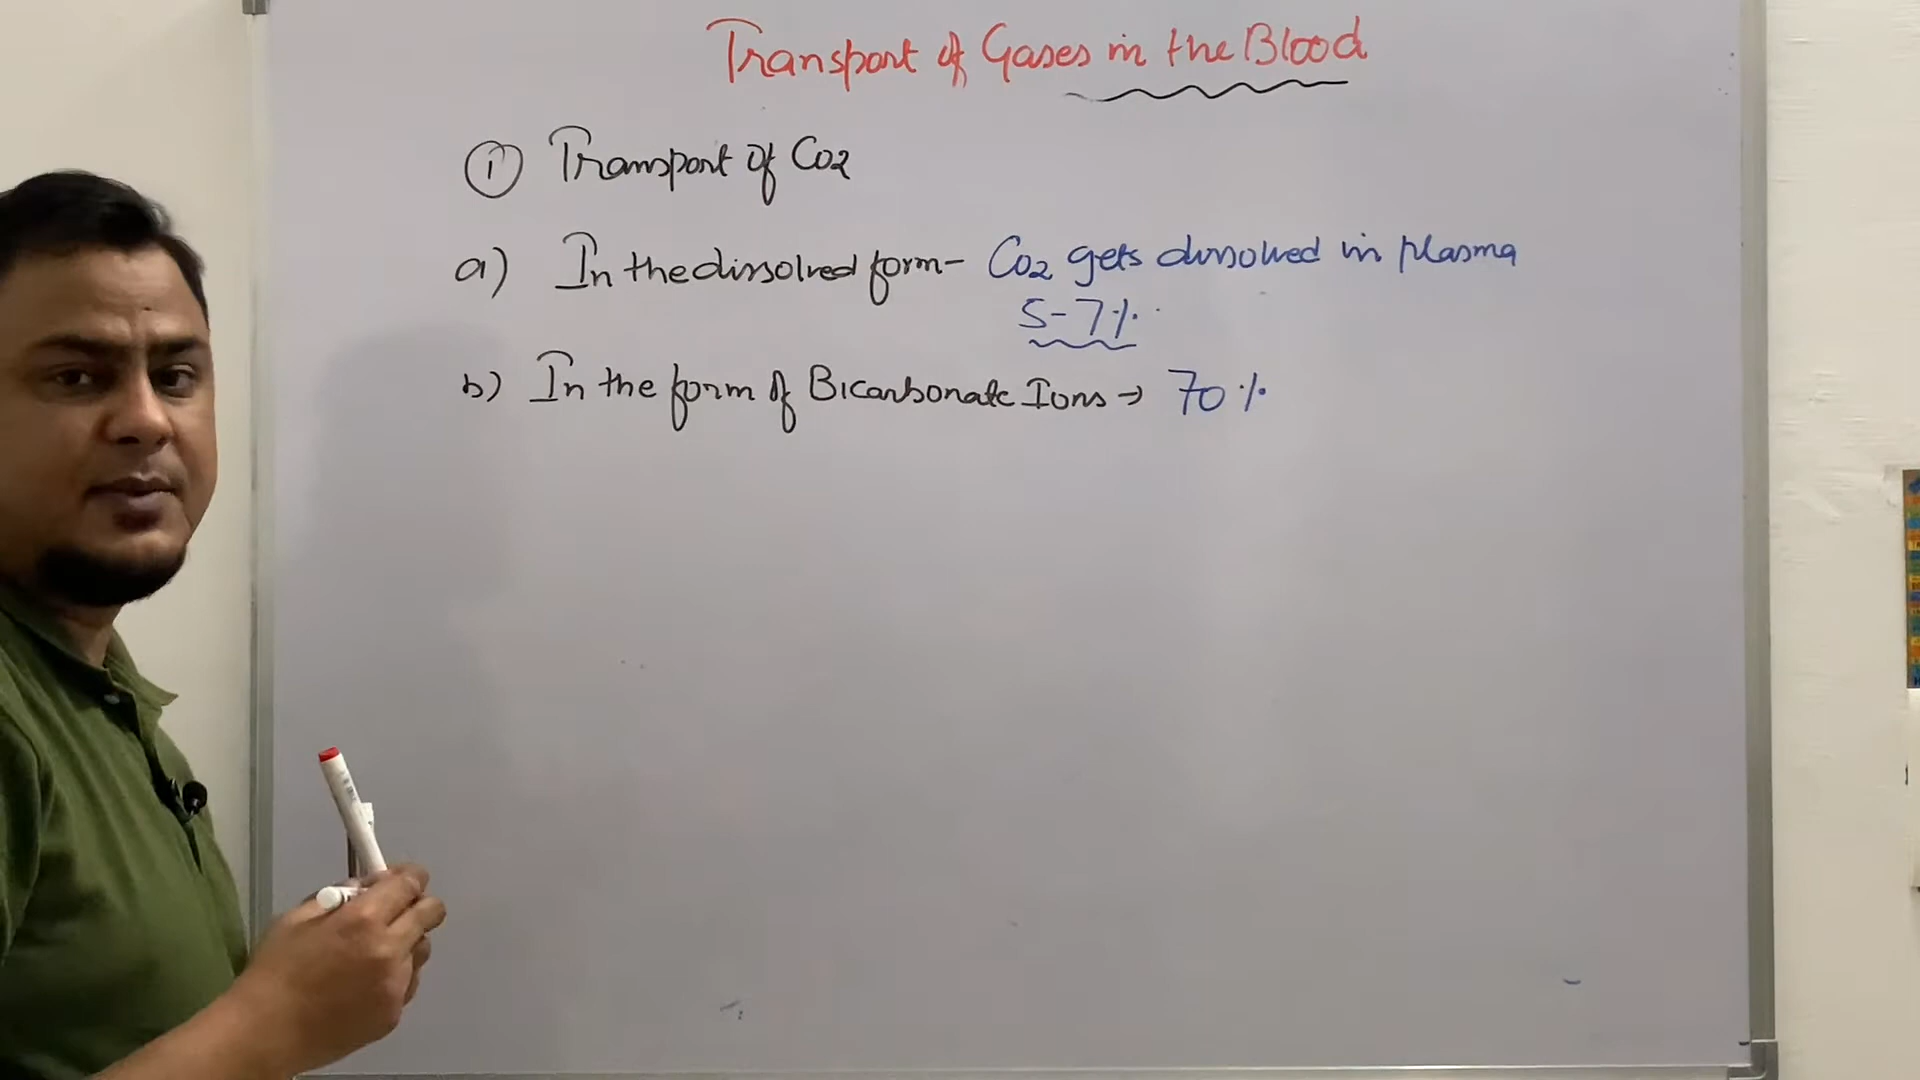 Transport of Gases in the Blood
① Transport of Co2
a) In the dissolved form - Co2 gets dissolved in plasma
5-7%.
b) In the form of Bicarbonate Ions → 70%